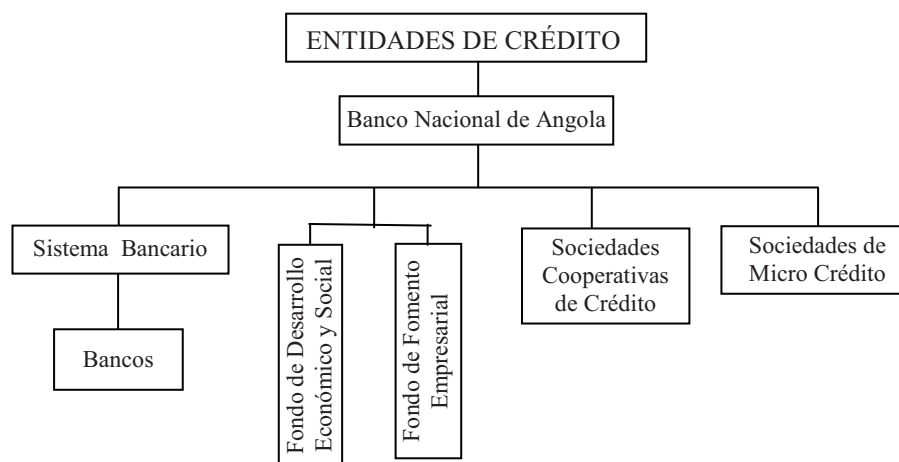 ENTIDADES DE CRÉDITO
Banco Nacional de Angola
Sistema Bancario
Bancos
Fondo de Desarrollo
Económico y Social
Fondo de Fomento
Empresarial
Sociedades
Cooperativas
de Crédito
Sociedades de
Micro Crédito